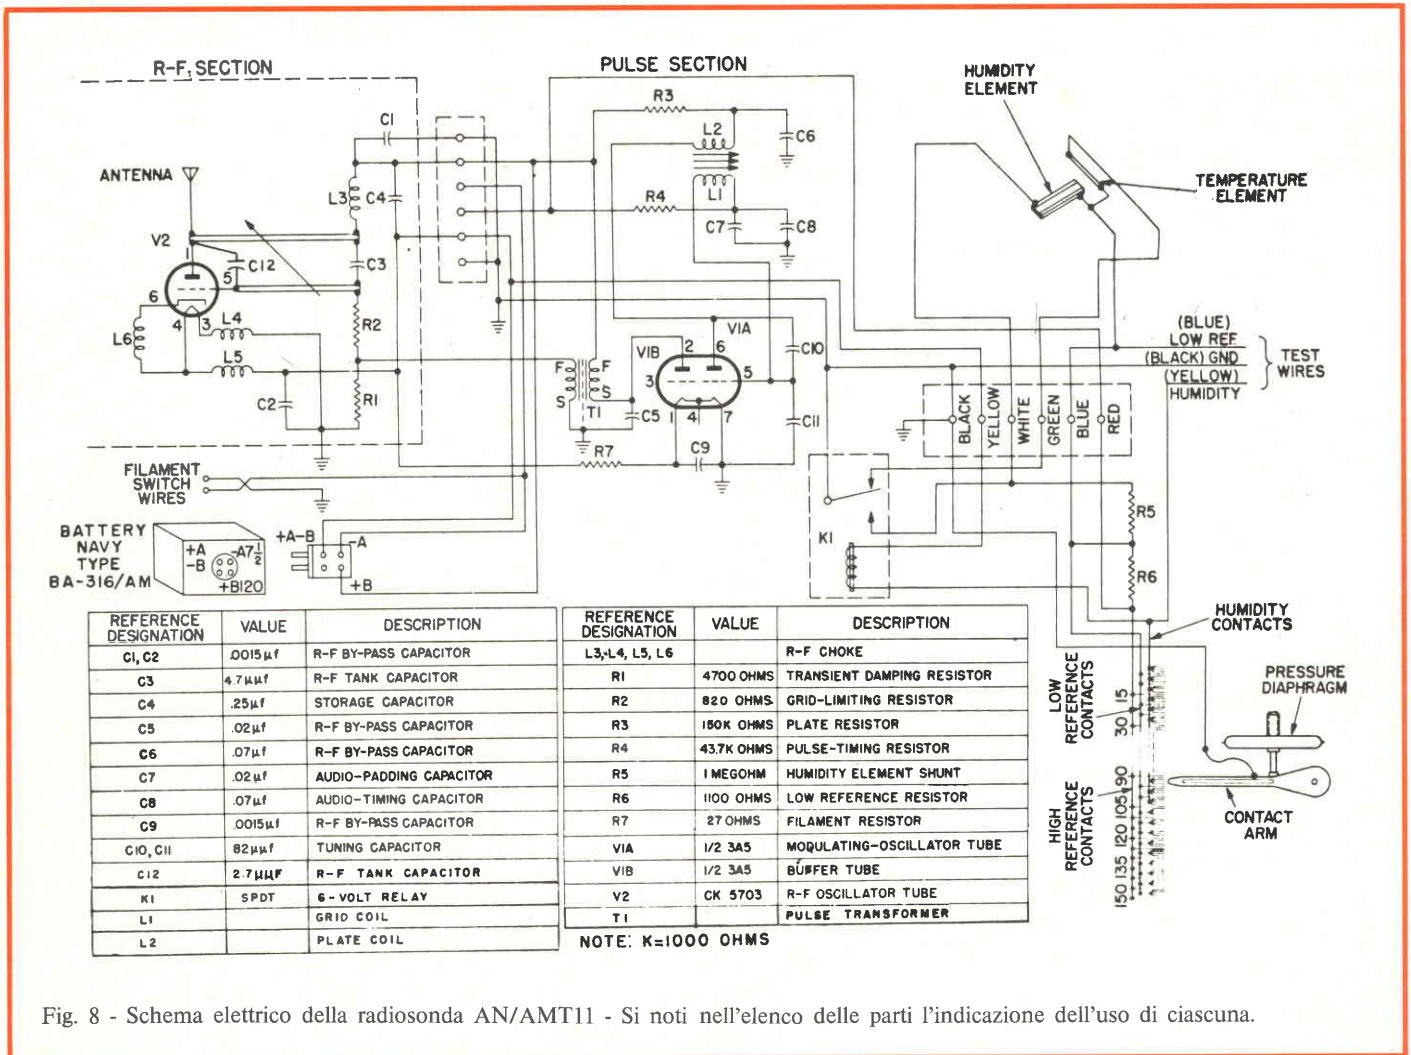 R-F. SECTION
PULSE SECTION
HUMIDITY
ELEMENT
TEMPERATURE
ELEMENT
ANTENNA
C1
L3
C4
V2
1
C12
5
C3
6
4
3
L4
R2
L6
L5
C2
R1
R3
L2
C6
L1
R4
C7
C8
V1A
V1B
2
6
C10
3
5
F
F
S
S
T1
C5
1
4
7
C11
R7
C9
(BLUE)
LOW REF.
(BLACK) GND
(YELLOW)
HUMIDITY
TEST
WIRES
BLACK
YELLOW
WHITE
GREEN
BLUE
RED
K1
R5
R6
FILAMENT
SWITCH
WIRES
BATTERY
NAVY
TYPE
BA-316/AM
+A
-B
-A7½
+B120
+A-B
-A
+B
HUMIDITY
CONTACTS
LOW
REFERENCE
CONTACTS
30 15
PRESSURE
DIAPHRAGM
HIGH
REFERENCE
CONTACTS
150 135 120 105 90
CONTACT
ARM
REFERENCE DESIGNATION VALUE DESCRIPTION
C1, C2 .0015µf R-F BY-PASS CAPACITOR
C3 4.7µµf R-F TANK CAPACITOR
C4 .25µf STORAGE CAPACITOR
C5 .02µf R-F BY-PASS CAPACITOR
C6 .07µf R-F BY-PASS CAPACITOR
C7 .02µf AUDIO-PADDING CAPACITOR
C8 .07µf AUDIO-TIMING CAPACITOR
C9 .0015µf R-F BY-PASS CAPACITOR
C10, C11 82µµf TUNING CAPACITOR
C12 2.7µµF R-F TANK CAPACITOR
K1 SPDT 6-VOLT RELAY
L1 GRID COIL
L2 PLATE COIL
REFERENCE DESIGNATION VALUE DESCRIPTION
L3, L4, L5, L6 R-F CHOKE
R1 4700 OHMS TRANSIENT DAMPING RESISTOR
R2 820 OHMS GRID-LIMITING RESISTOR
R3 150K OHMS PLATE RESISTOR
R4 43.7K OHMS PULSE-TIMING RESISTOR
R5 1 MEGOHM HUMIDITY ELEMENT SHUNT
R6 1100 OHMS LOW REFERENCE RESISTOR
R7 27 OHMS FILAMENT RESISTOR
V1A 1/2 3A5 MODULATING-OSCILLATOR TUBE
V1B 1/2 3A5 BUFFER TUBE
V2 CK 5703 R-F OSCILLATOR TUBE
T1 PULSE TRANSFORMER
NOTE: K=1000 OHMS
Fig. 8 - Schema elettrico della radiosonda AN/AMT11 - Si noti nell'elenco delle parti l'indicazione dell'uso di ciascuna.